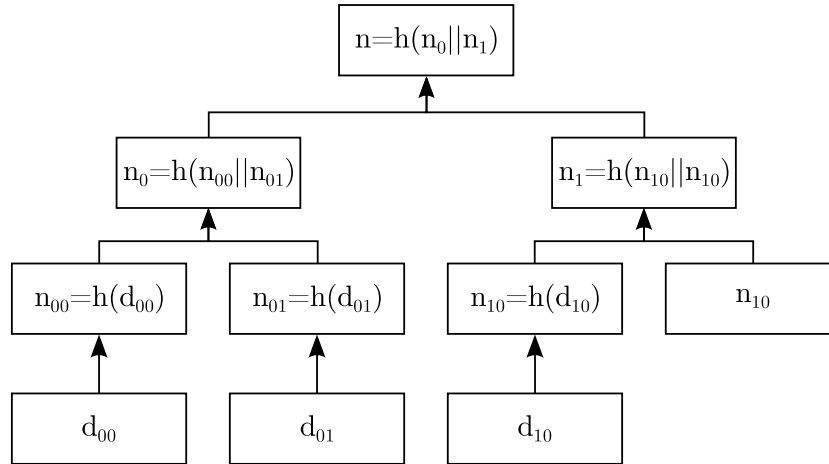 n=h(n₀||n₁)
n₀=h(n₀₀||n₀₁)
n₁=h(n₁₀||n₁₀)
n₀₀=h(d₀₀)
n₀₁=h(d₀₁)
n₁₀=h(d₁₀)
n₁₀
d₀₀
d₀₁
d₁₀